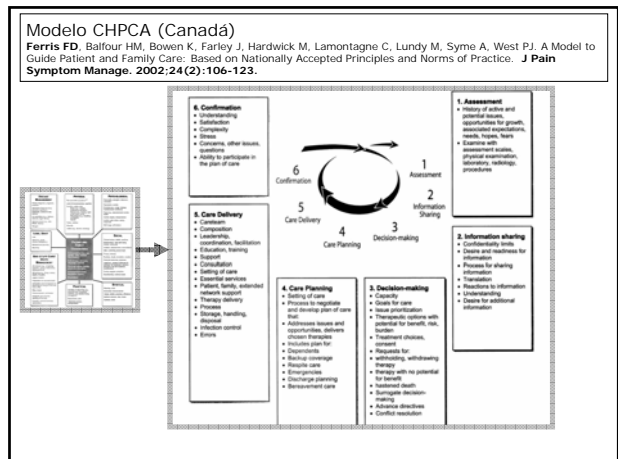 Modelo CHPCA (Canadá)
Ferris FD, Balfour HM, Bowen K, Farley J, Hardwick M, Lamontagne C, Lundy M, Syme A, West PJ. A Model to
Guide Patient and Family Care: Based on Nationally Accepted Principles and Norms of Practice. J Pain
Symptom Manage. 2002;24(2):106-123.
6. Confirmation
• Understanding
• Satisfaction
• Complexity
• Stress
• Concerns, other issues,
questions
• Ability to participate in
the plan of care
1. Assessment
• History of active and
potential issues,
opportunities for growth,
associated expectations,
needs, hopes, fears
• Examine with
assessment scales,
physical examination,
laboratory, radiology,
procedures
6
Confirmation
1
Assessment
5
Care Delivery
2
Information
Sharing
4
Care Planning
3
Decision-making
5. Care Delivery
• Careteam
• Composition
• Leadership,
coordination, facilitation
• Education, training
• Support
• Consultation
• Setting of care
• Essential services
• Patient, family, extended
network support
• Therapy delivery
• Process
• Storage, handling,
disposal
• Infection control
• Errors
2. Information sharing
• Confidentiality limits
• Desire and readiness for
information
• Process for sharing
information
• Translation
• Reactions to information
• Understanding
• Desire for additional
information
4. Care Planning
• Setting of care
• Process to negotiate
and develop plan of care
that:
• Addresses issues and
opportunities, delivers
chosen therapies
• Includes plan for:
• Dependents
• Backup coverage
• Respite care
• Emergencies
• Discharge planning
• Bereavement care
3. Decision-making
• Capacity
• Goals for care
• Issue prioritization
• Therapeutic options with
potential for benefit, risk,
burden
• Treatment choices,
consent
• Requests for:
• withholding, withdrawing
therapy
• therapy with no potential
for benefit
• hastened death
• Surrogate decision-
making
• Advance directives
• Conflict resolution